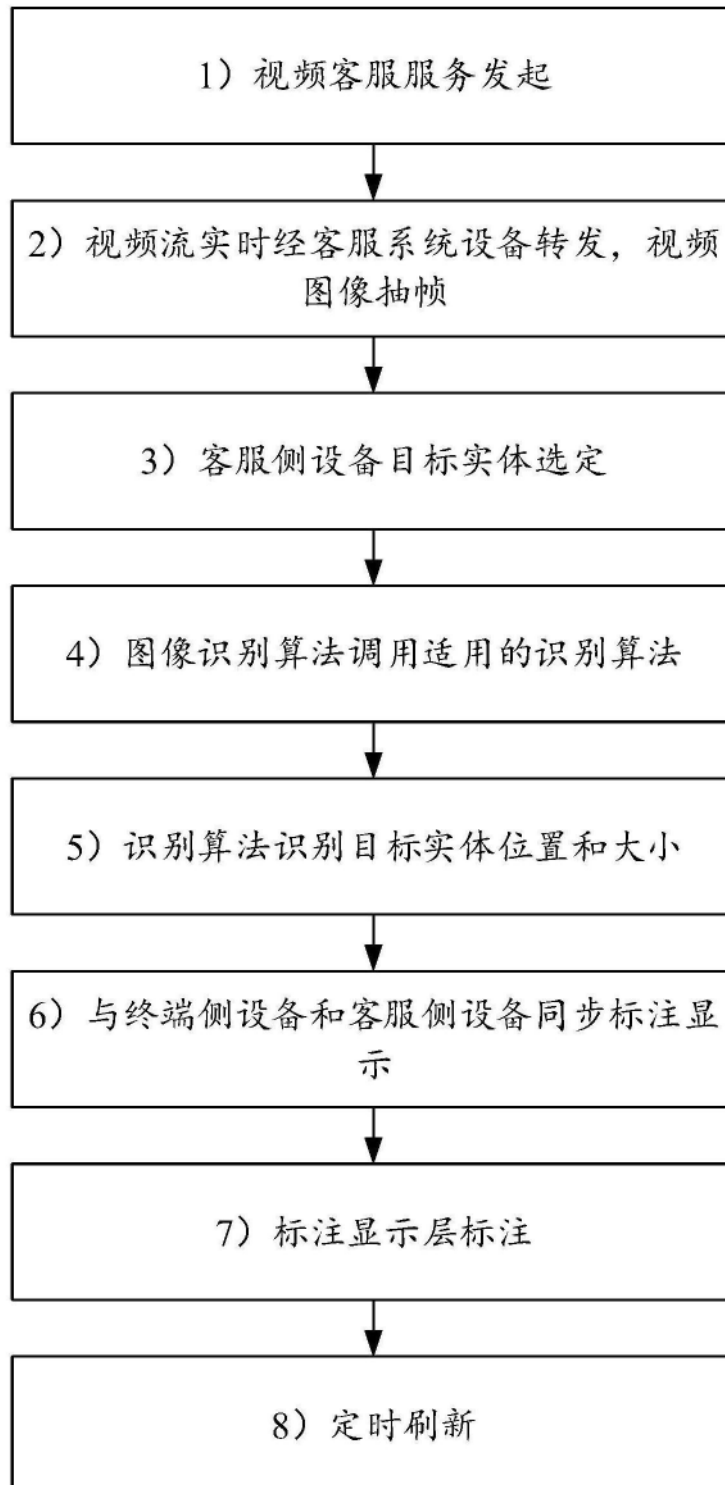 1）视频客服服务发起
2）视频流实时经客服系统设备转发，视频
图像抽帧
3）客服侧设备目标实体选定
4）图像识别算法调用适用的识别算法
5）识别算法识别目标实体位置和大小
6）与终端侧设备和客服侧设备同步标注显
示
7）标注显示层标注
8）定时刷新